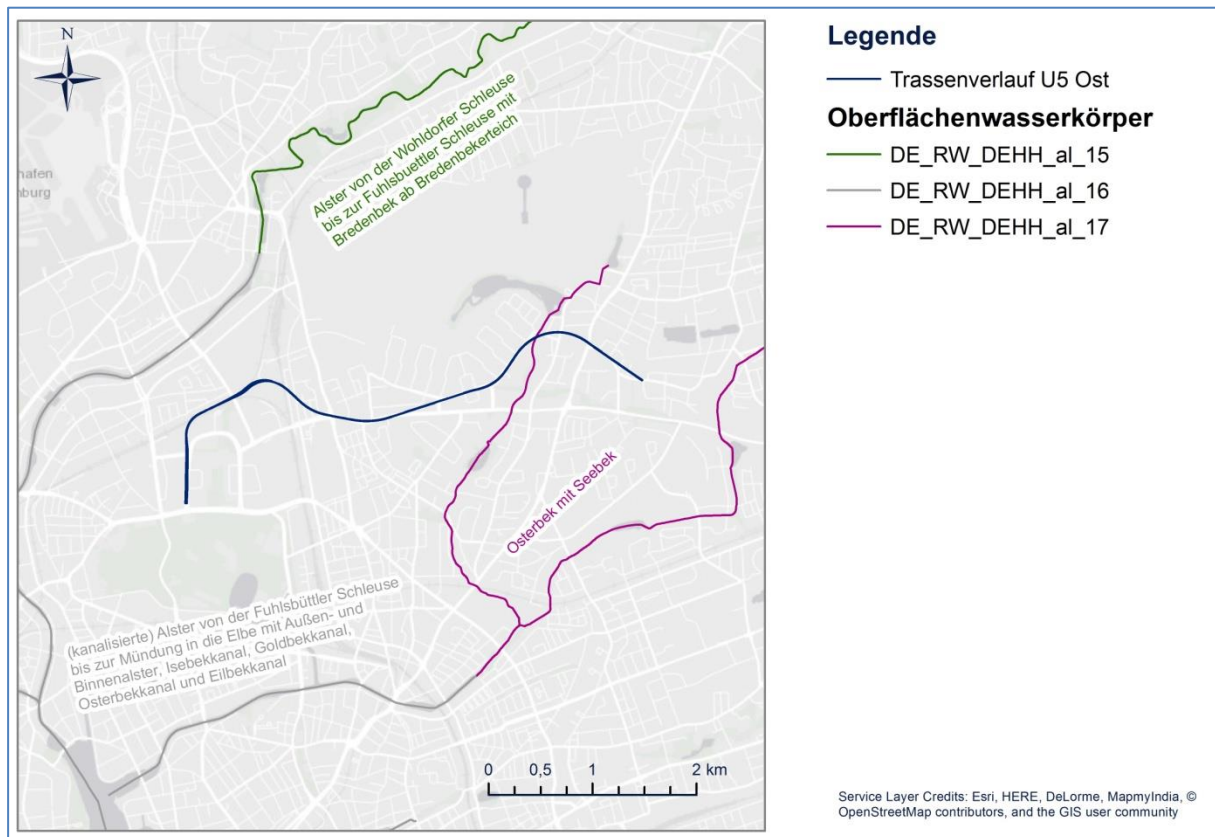 N
hafen
nburg
Alster von der Wohldorfer Schleuse
bis zur Fuhlsbuettler Schleuse mit
Bredenbek ab Bredenbekerteich
Osterbek mit Seebek
(kanalisierte) Alster von der Fuhlsbüttler Schleuse
bis zur Mündung in die Elbe mit Außen- und
Binnenalster, Isebekkanal, Goldbekkanal,
Osterbekkanal und Eilbekkanal
0 0,5 1 2 km
Legende
Trassenverlauf U5 Ost
Oberflächenwasserkörper
DE_RW_DEHH_al_15
DE_RW_DEHH_al_16
DE_RW_DEHH_al_17
Service Layer Credits: Esri, HERE, DeLorme, MapmyIndia, ©
OpenStreetMap contributors, and the GIS user community